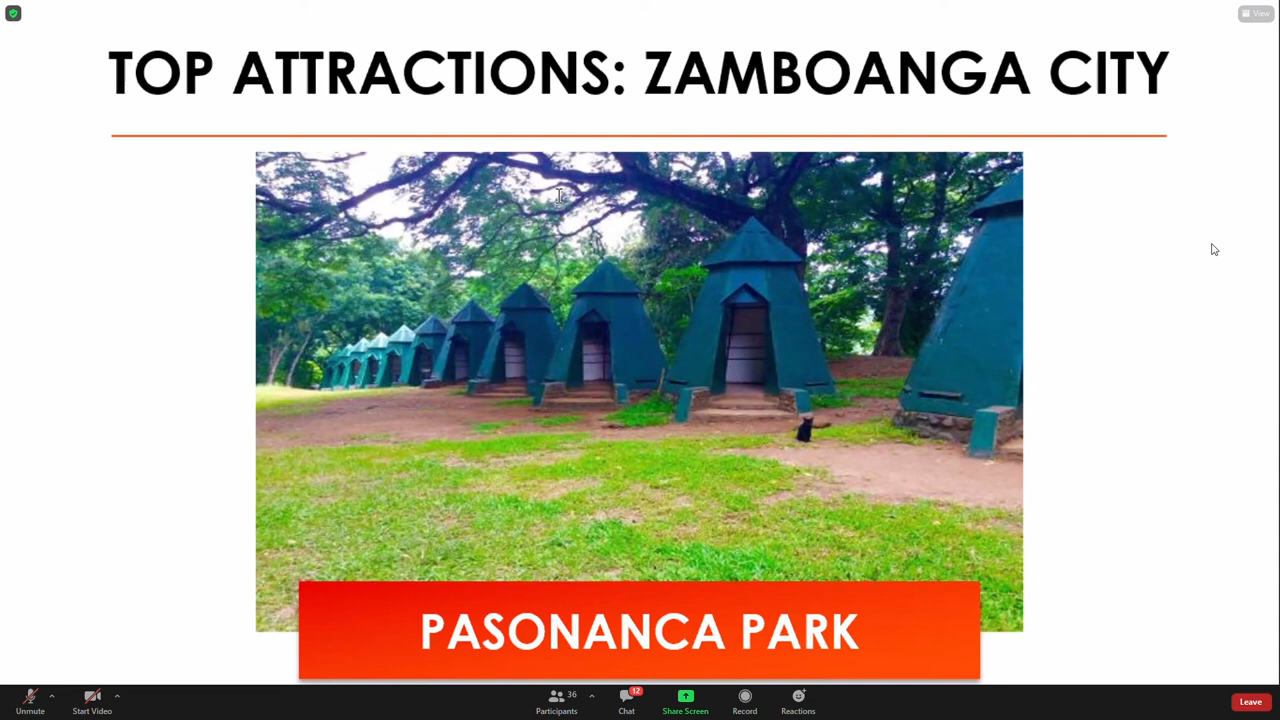 View
TOP ATTRACTIONS: ZAMBOANGA CITY
PASONANCA PARK
36
12
Unmute
Start Video
Participants
Chat
Share Screen
Record
Reactions
Leave